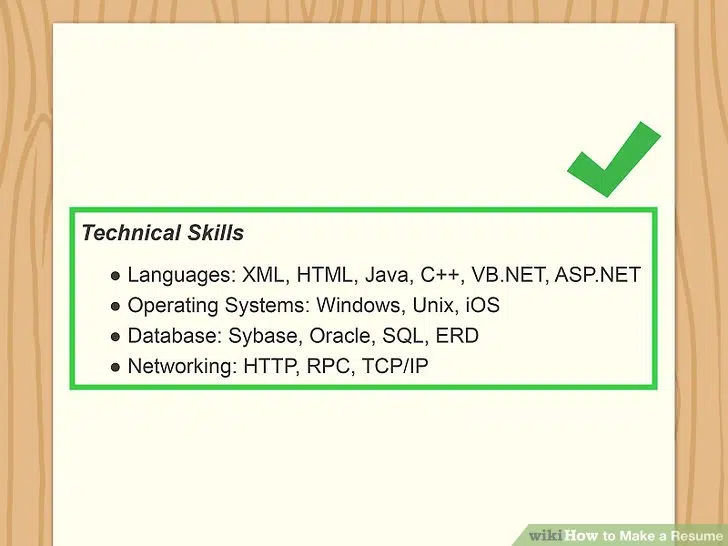 Technical Skills
● Languages: XML, HTML, Java, C++, VB.NET, ASP.NET
● Operating Systems: Windows, Unix, iOS
● Database: Sybase, Oracle, SQL, ERD
● Networking: HTTP, RPC, TCP/IP
wikiHow to Make a Resume